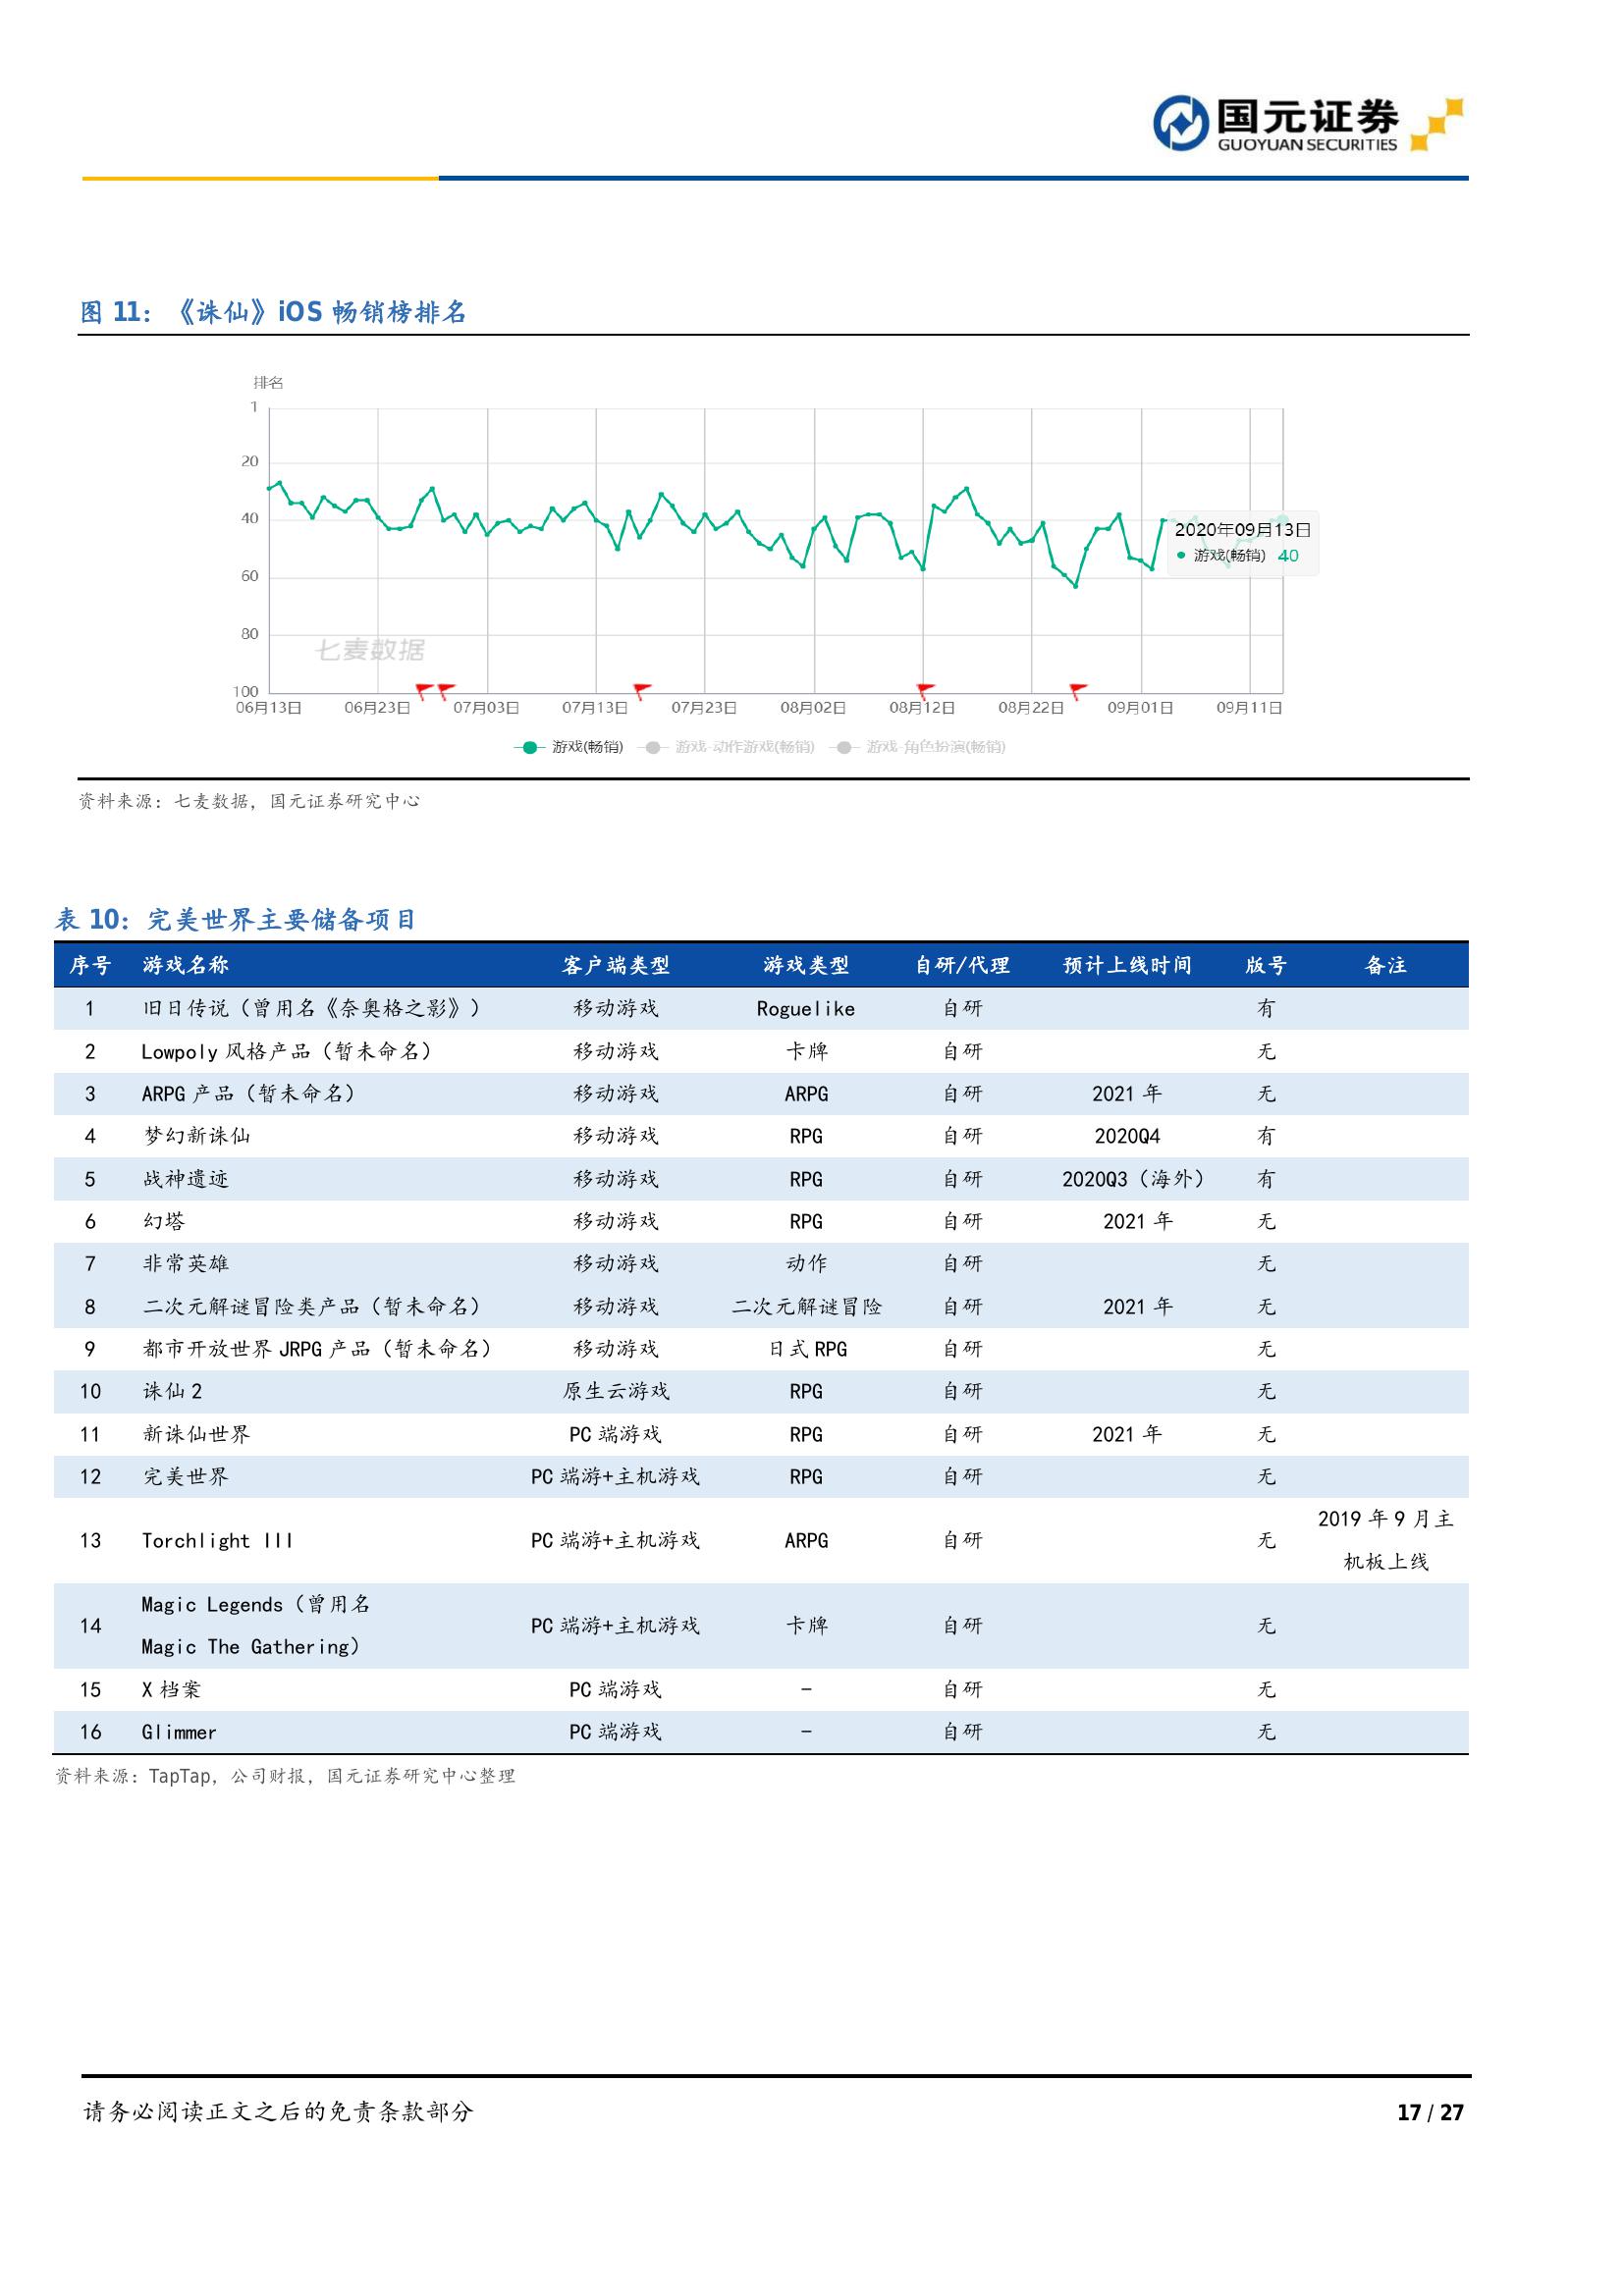 国元证券
GUOYUAN SECURITIES
图 11：《诛仙》iOS 畅销榜排名
排名
1
20
40
60
80
100
2020年09月13日
游戏(畅销) 40
七麦数据
06月13日 06月23日 07月03日 07月13日 07月23日 08月02日 08月12日 08月22日 09月01日 09月11日
游戏(畅销) 游戏-动作游戏(畅销) 游戏-角色扮演(畅销)
资料来源：七麦数据，国元证券研究中心
表 10：完美世界主要储备项目
序号 游戏名称 客户端类型 游戏类型 自研/代理 预计上线时间 版号 备注
1 旧日传说（曾用名《奈奥格之影》） 移动游戏 Roguelike 自研 有
2 Lowpoly 风格产品（暂未命名） 移动游戏 卡牌 自研 无
3 ARPG 产品（暂未命名） 移动游戏 ARPG 自研 2021 年 无
4 梦幻新诛仙 移动游戏 RPG 自研 2020Q4 有
5 战神遗迹 移动游戏 RPG 自研 2020Q3（海外） 有
6 幻塔 移动游戏 RPG 自研 2021 年 无
7 非常英雄 移动游戏 动作 自研 无
8 二次元解谜冒险类产品（暂未命名） 移动游戏 二次元解谜冒险 自研 2021 年 无
9 都市开放世界 JRPG 产品（暂未命名） 移动游戏 日式 RPG 自研 无
10 诛仙 2 原生云游戏 RPG 自研 无
11 新诛仙世界 PC 端游戏 RPG 自研 2021 年 无
12 完美世界 PC 端游+主机游戏 RPG 自研 无
13 Torchlight III PC 端游+主机游戏 ARPG 自研 无 2019 年 9 月主
机板上线
14 Magic Legends（曾用名
Magic The Gathering） PC 端游+主机游戏 卡牌 自研 无
15 X 档案 PC 端游戏 - 自研 无
16 Glimmer PC 端游戏 - 自研 无
资料来源：TapTap，公司财报，国元证券研究中心整理
请务必阅读正文之后的免责条款部分 17 / 27